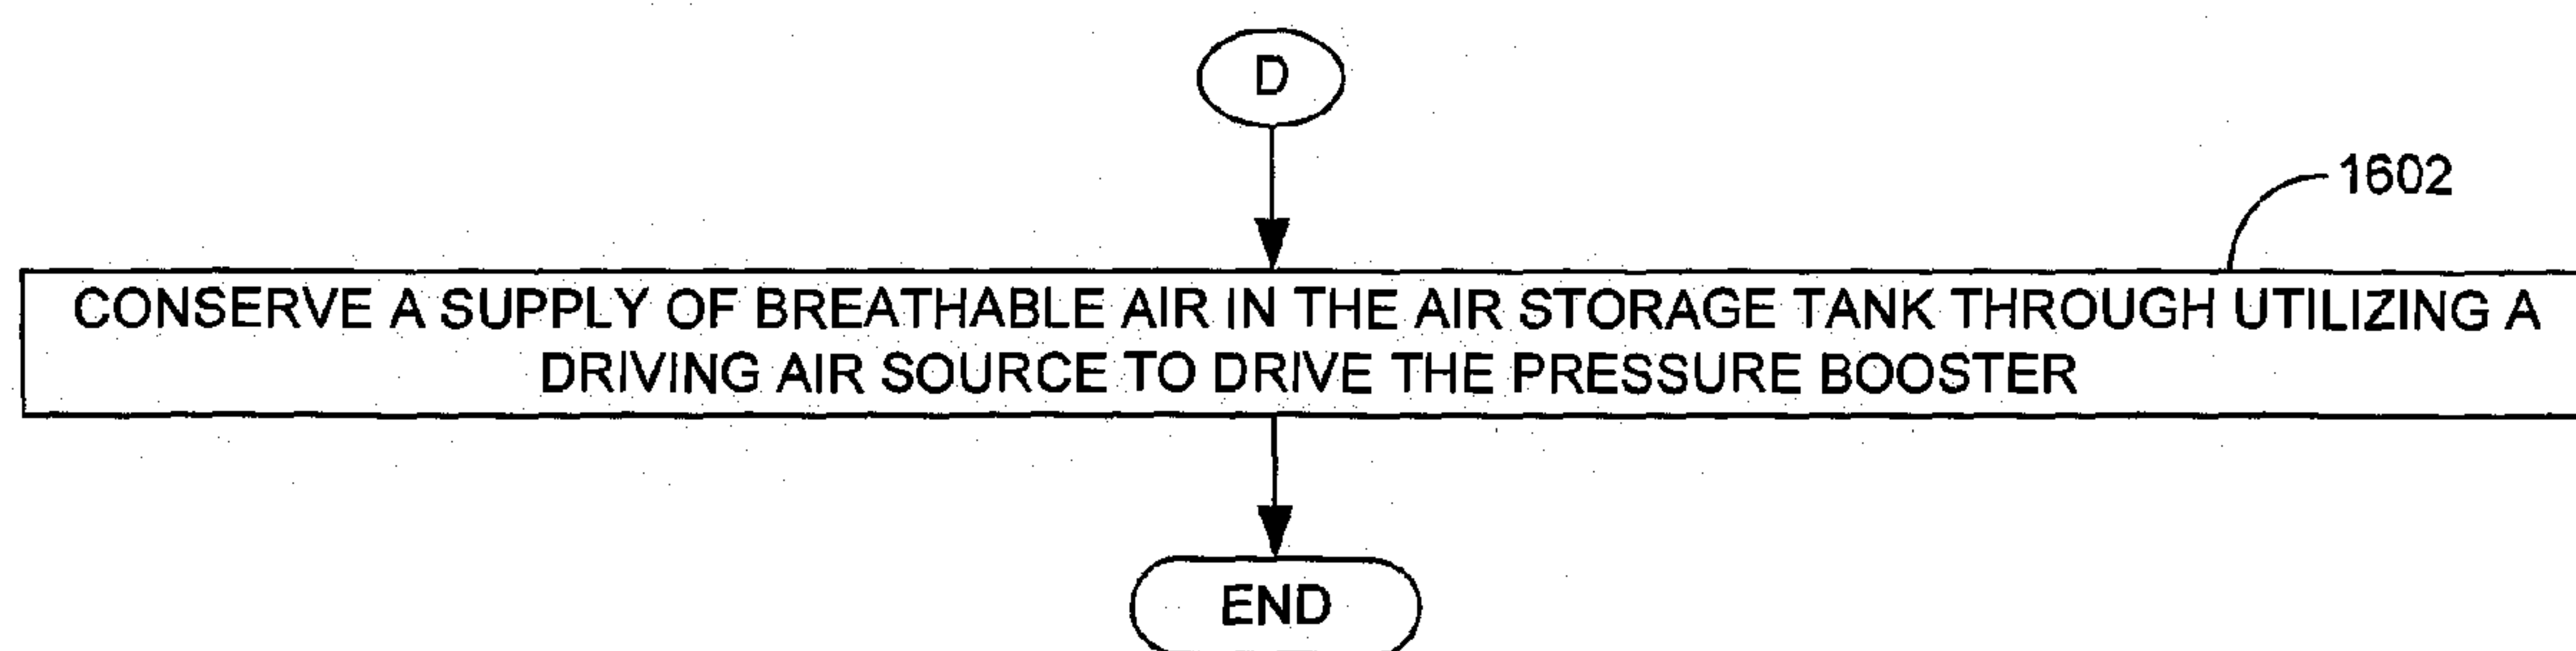 D
1602
CONSERVE A SUPPLY OF BREATHABLE AIR IN THE AIR STORAGE TANK THROUGH UTILIZING A
DRIVING AIR SOURCE TO DRIVE THE PRESSURE BOOSTER
END